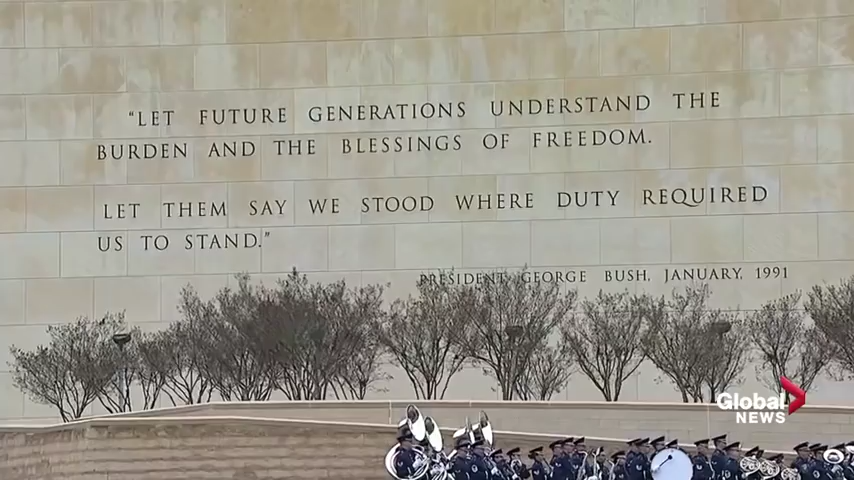 “LET FUTURE GENERATIONS UNDERSTAND THE
BURDEN AND THE BLESSINGS OF FREEDOM.
LET THEM SAY WE STOOD WHERE DUTY REQUIRED
US TO STAND.”
PRESIDENT GEORGE BUSH, JANUARY, 1991
Global
NEWS